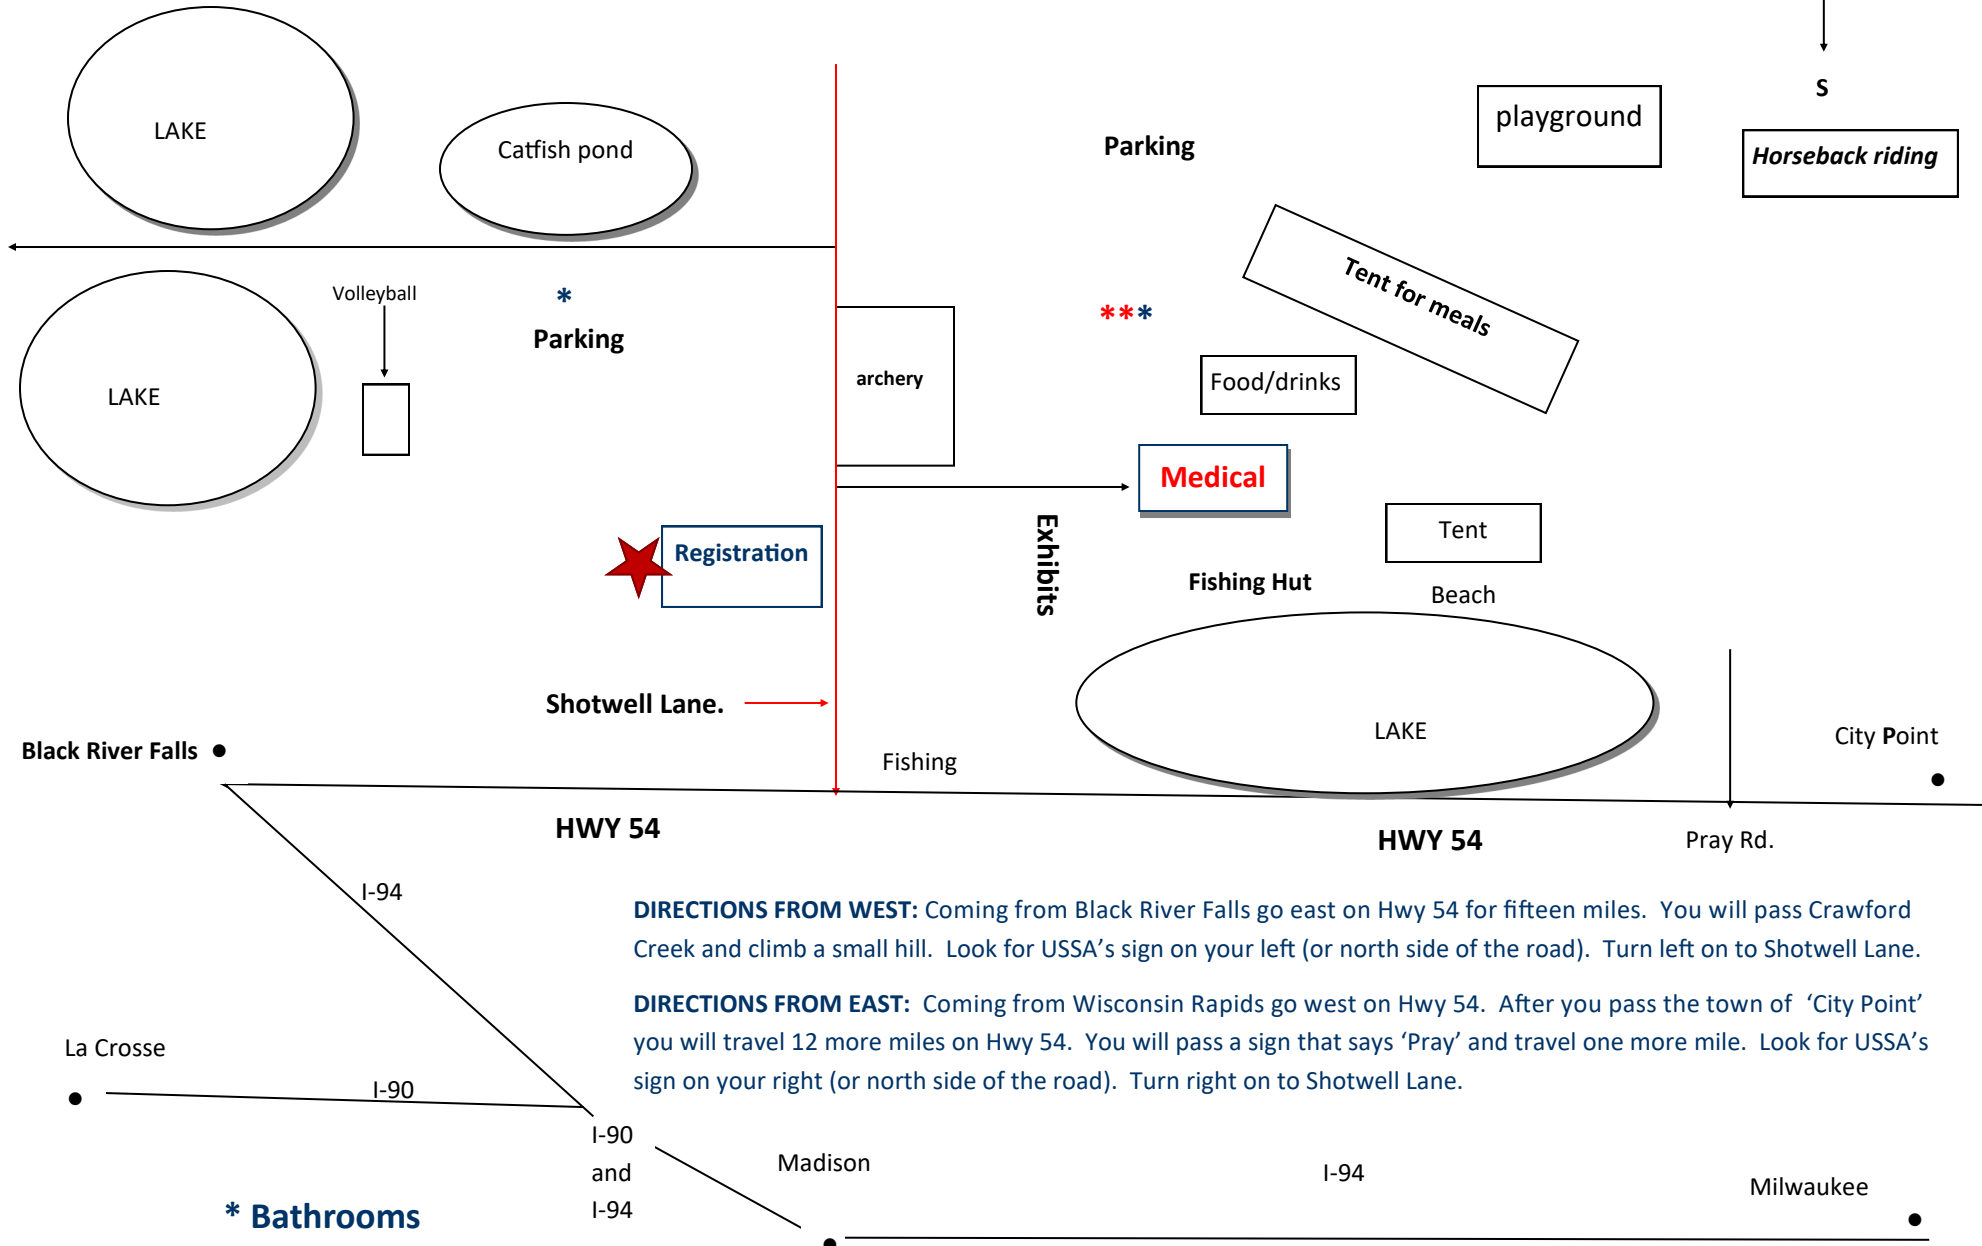 S
playground
LAKE
Catfish pond
Parking
Horseback riding
Tent for meals
Volleyball
*
***
Parking
archery
Food/drinks
LAKE
Medical
Exhibits
Tent
Registration
Fishing Hut
Beach
Shotwell Lane.
LAKE
City Point
Black River Falls
Fishing
HWY 54
HWY 54
Pray Rd.
I-94
DIRECTIONS FROM WEST: Coming from Black River Falls go east on Hwy 54 for fifteen miles. You will pass Crawford
Creek and climb a small hill. Look for USSA's sign on your left (or north side of the road). Turn left on to Shotwell Lane.
DIRECTIONS FROM EAST: Coming from Wisconsin Rapids go west on Hwy 54. After you pass the town of 'City Point'
you will travel 12 more miles on Hwy 54. You will pass a sign that says 'Pray' and travel one more mile. Look for USSA's
sign on your right (or north side of the road). Turn right on to Shotwell Lane.
La Crosse
I-90
I-90
and
I-94
Madison
I-94
Milwaukee
* Bathrooms